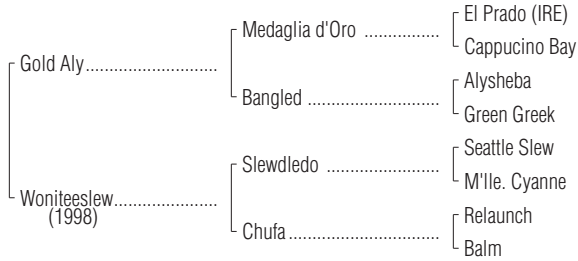 El Prado (IRE)
Medaglia d'Oro ................
Cappucino Bay
Gold Aly............................
Alysheba
Bangled ............................
Green Greek
Seattle Slew
Slewdledo ........................
M'lle. Cyanne
Woniteeslew......................
(1998)
Relaunch
Chufa................................
Balm